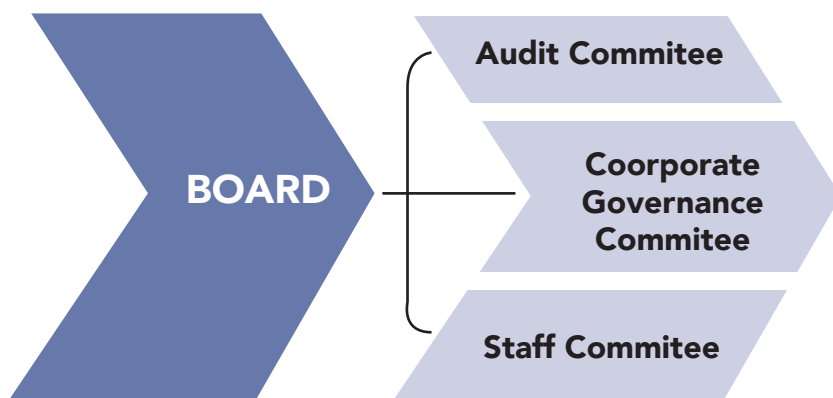 BOARD
Audit Commitee
Coorporate
Governance
Commitee
Staff Commitee